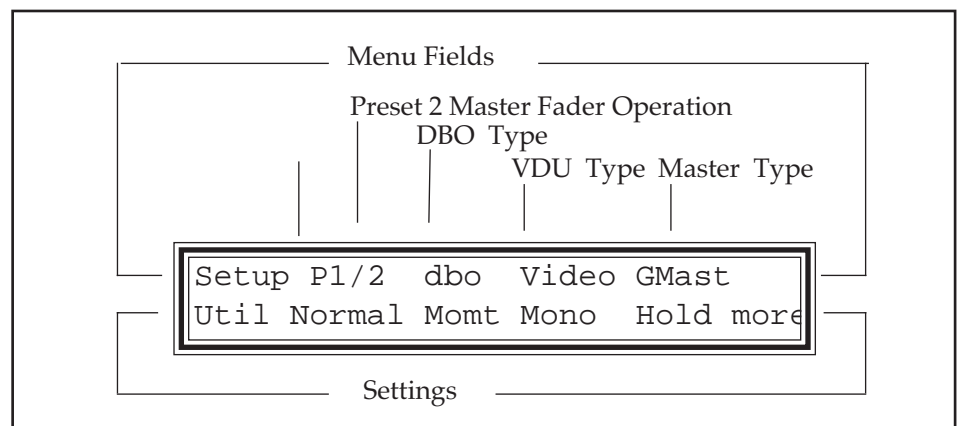 Menu Fields
Preset 2 Master Fader Operation
DBO Type
VDU Type Master Type
Setup P1/2 dbo Video GMast
Util Normal Momt Mono Hold more
Settings